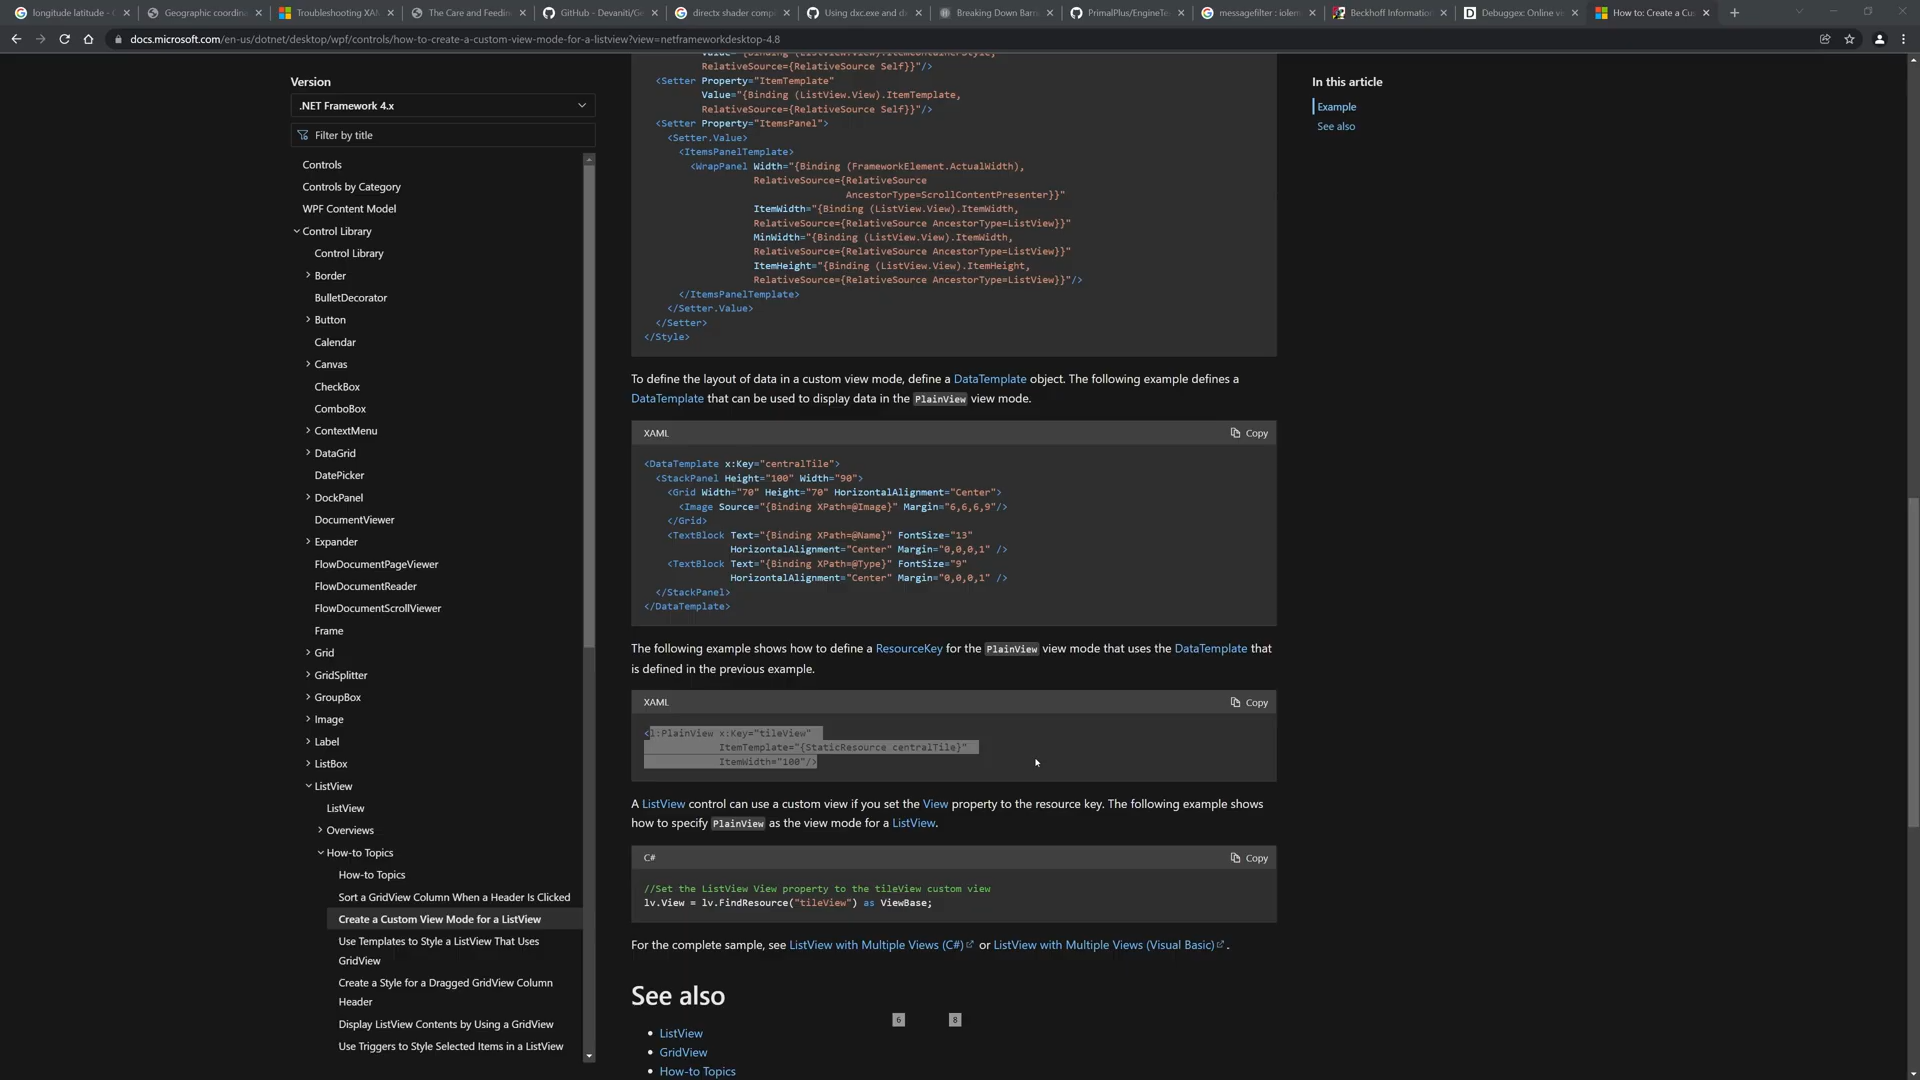 longitude latitude - G
Geographic coordina
Troubleshooting XAM
The Care and Feedin
GitHub - Devaniti/Ge
directx shader comp
Using dxc.exe and dx
Breaking Down Barr
PrimalPlus/EngineTe
messagefilter : iolem
Beckhoff Information
Debuggex: Online vi
How to: Create a Cus
docs.microsoft.com/en-us/dotnet/desktop/wpf/controls/how-to-create-a-custom-view-mode-for-a-listview?view=netframeworkdesktop-4.8
Version
.NET Framework 4.x
Filter by title
Controls
Controls by Category
WPF Content Model
Control Library
Control Library
Border
BulletDecorator
Button
Calendar
Canvas
CheckBox
ComboBox
ContextMenu
DataGrid
DatePicker
DockPanel
DocumentViewer
Expander
FlowDocumentPageViewer
FlowDocumentReader
FlowDocumentScrollViewer
Frame
Grid
GridSplitter
GroupBox
Image
Label
ListBox
ListView
ListView
Overviews
How-to Topics
How-to Topics
Sort a GridView Column When a Header Is Clicked
Create a Custom View Mode for a ListView
Use Templates to Style a ListView That Uses
GridView
Create a Style for a Dragged GridView Column
Header
Display ListView Contents by Using a GridView
Use Triggers to Style Selected Items in a ListView
Value="{Binding (ListView.View).ItemContainerStyle,
RelativeSource={RelativeSource Self}}"/>
<Setter Property="ItemTemplate"
Value="{Binding (ListView.View).ItemTemplate,
RelativeSource={RelativeSource Self}}"/>
<Setter Property="ItemsPanel">
<Setter.Value>
<ItemsPanelTemplate>
<WrapPanel Width="{Binding (FrameworkElement.ActualWidth),
RelativeSource={RelativeSource
AncestorType=ScrollContentPresenter}}"
ItemWidth="{Binding (ListView.View).ItemWidth,
RelativeSource={RelativeSource AncestorType=ListView}}"
MinWidth="{Binding (ListView.View).ItemWidth,
RelativeSource={RelativeSource AncestorType=ListView}}"
ItemHeight="{Binding (ListView.View).ItemHeight,
RelativeSource={RelativeSource AncestorType=ListView}}"/>
</ItemsPanelTemplate>
</Setter.Value>
</Setter>
</Style>
To define the layout of data in a custom view mode, define a DataTemplate object. The following example defines a
DataTemplate that can be used to display data in the PlainView view mode.
XAML
Copy
<DataTemplate x:Key="centralTile">
<StackPanel Height="100" Width="90">
<Grid Width="70" Height="70" HorizontalAlignment="Center">
<Image Source="{Binding XPath=@Image}" Margin="6,6,6,9"/>
</Grid>
<TextBlock Text="{Binding XPath=@Name}" FontSize="13"
HorizontalAlignment="Center" Margin="0,0,0,1" />
<TextBlock Text="{Binding XPath=@Type}" FontSize="9"
HorizontalAlignment="Center" Margin="0,0,0,1" />
</StackPanel>
</DataTemplate>
The following example shows how to define a ResourceKey for the PlainView view mode that uses the DataTemplate that
is defined in the previous example.
XAML
Copy
<l:PlainView x:Key="tileView"
ItemTemplate="{StaticResource centralTile}"
ItemWidth="100"/>
A ListView control can use a custom view if you set the View property to the resource key. The following example shows
how to specify PlainView as the view mode for a ListView.
C#
Copy
//Set the ListView View property to the tileView custom view
lv.View = lv.FindResource("tileView") as ViewBase;
For the complete sample, see ListView with Multiple Views (C#) or ListView with Multiple Views (Visual Basic).
See also
6 8
ListView
GridView
How-to Topics
In this article
Example
See also